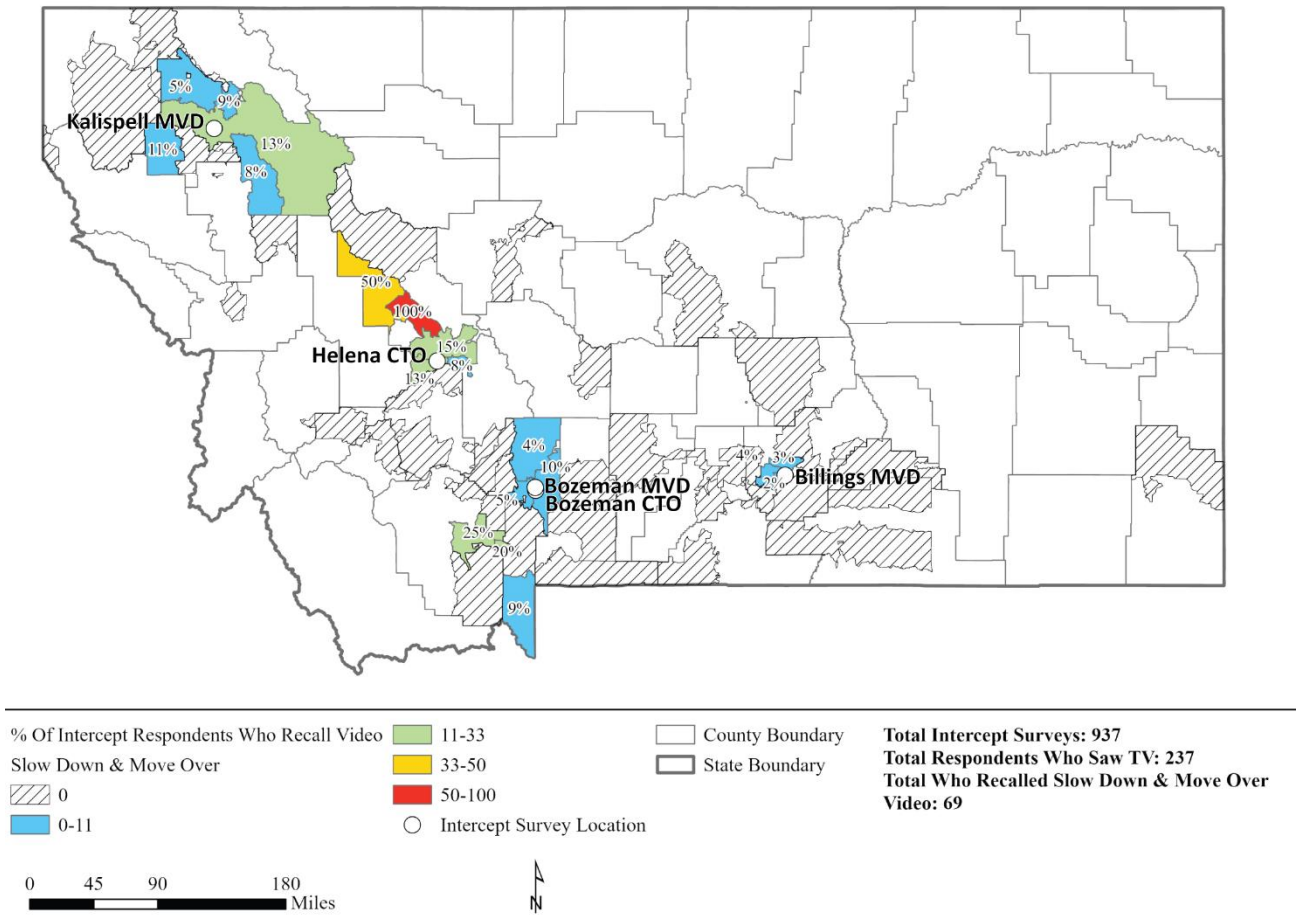 5%
9%
Kalispell MVD
13%
11%
8%
50%
100%
15%
Helena CTO
8%
13%
4%
10%
4%
3%
Billings MVD
2%
Bozeman MVD
5%
Bozeman CTO
25%
20%
9%
% Of Intercept Respondents Who Recall Video
Slow Down & Move Over
0
0-11
11-33
33-50
50-100
Intercept Survey Location
County Boundary
State Boundary
Total Intercept Surveys: 937
Total Respondents Who Saw TV: 237
Total Who Recalled Slow Down & Move Over
Video: 69
0 45 90 180
Miles
N